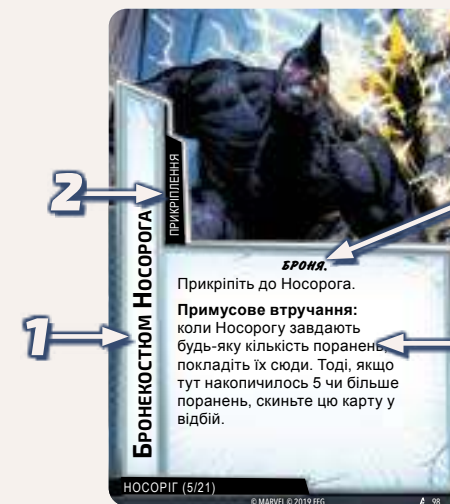 2
ПРИКРІПЛЕННЯ
1
БРОНЕКОСТЮМ НОСОРОГА
БРОНЯ.
Прикріпіть до Носорога.
Примусове втручання:
коли Носорогу завдають
будь-яку кількість поранень,
покладіть їх сюди. Тоді, якщо
тут накопичилось 5 чи більше
поранень, скиньте цю карту у
відбій.
НОСОРІГ (5/21)
© MARVEL © 2019 FFG
98